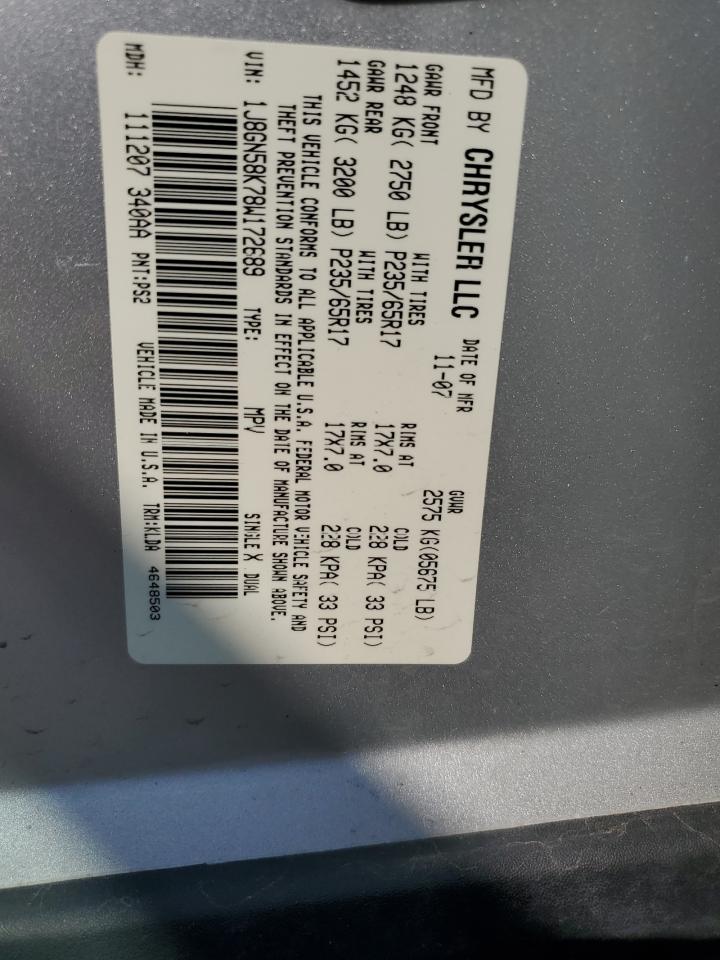 MFD BY CHRYSLER LLC DATE OF MFR GVWR
11-07 2575 KG(05675 LB)
GAWR FRONT WITH TIRES RIMS AT COLD
1248 KG( 2750 LB) P235/65R17 17X7.0 228 KPA( 33 PSI)
GAWR REAR WITH TIRES RIMS AT COLD
1452 KG( 3200 LB) P235/65R17 17X7.0 228 KPA( 33 PSI)
THIS VEHICLE CONFORMS TO ALL APPLICABLE U.S.A. FEDERAL MOTOR VEHICLE SAFETY AND
THEFT PREVENTION STANDARDS IN EFFECT ON THE DATE OF MANUFACTURE SHOWN ABOVE.
VIN: 1J8GN58K78W172689 TYPE: MPV SINGLE X DUAL
MDH: 111207 340AA PNT:PS2 VEHICLE MADE IN U.S.A. TRM:KLDA 4648503